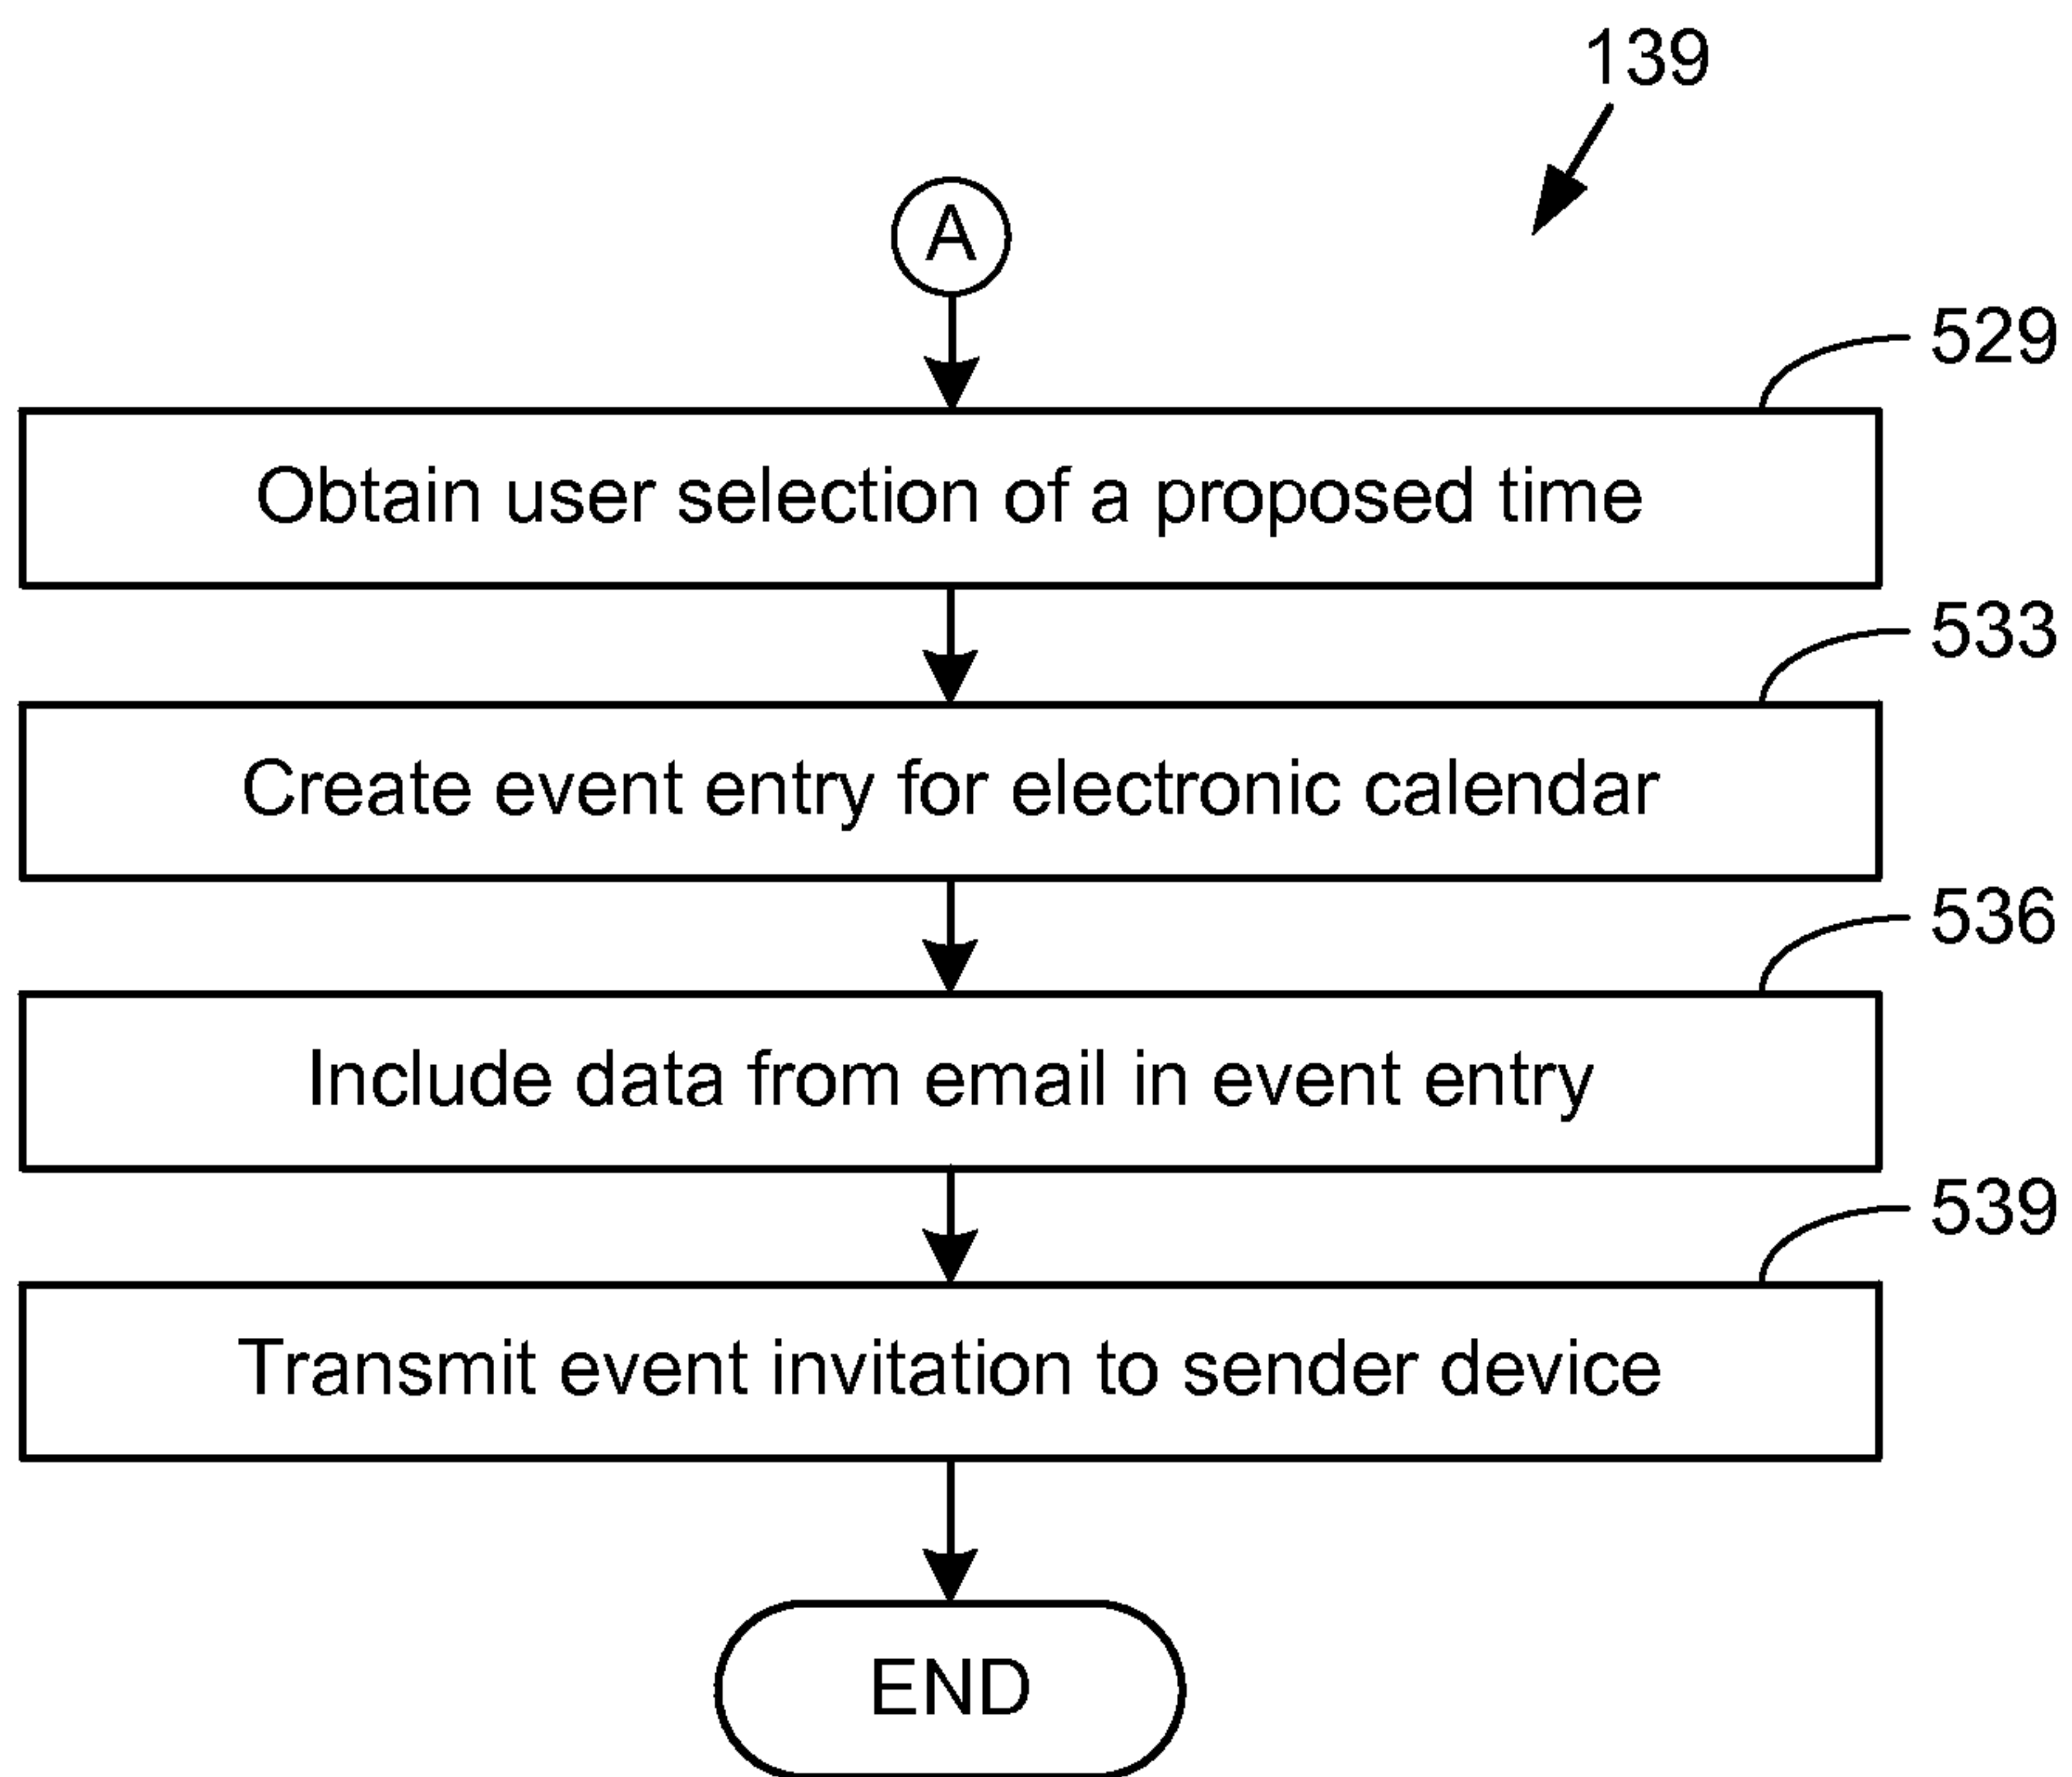 139
A
529
Obtain user selection of a proposed time
533
Create event entry for electronic calendar
536
Include data from email in event entry
539
Transmit event invitation to sender device
END